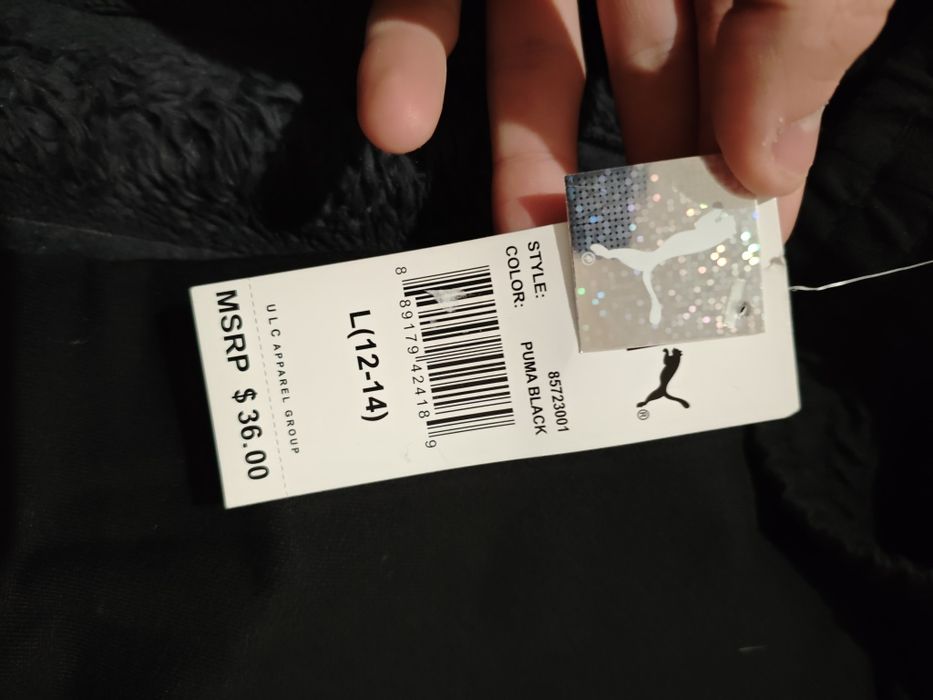 ®
®
STYLE: 85723001
COLOR: PUMA BLACK
8 89179 42418 9
L(12-14)
ULC APPAREL GROUP
MSRP $36.00